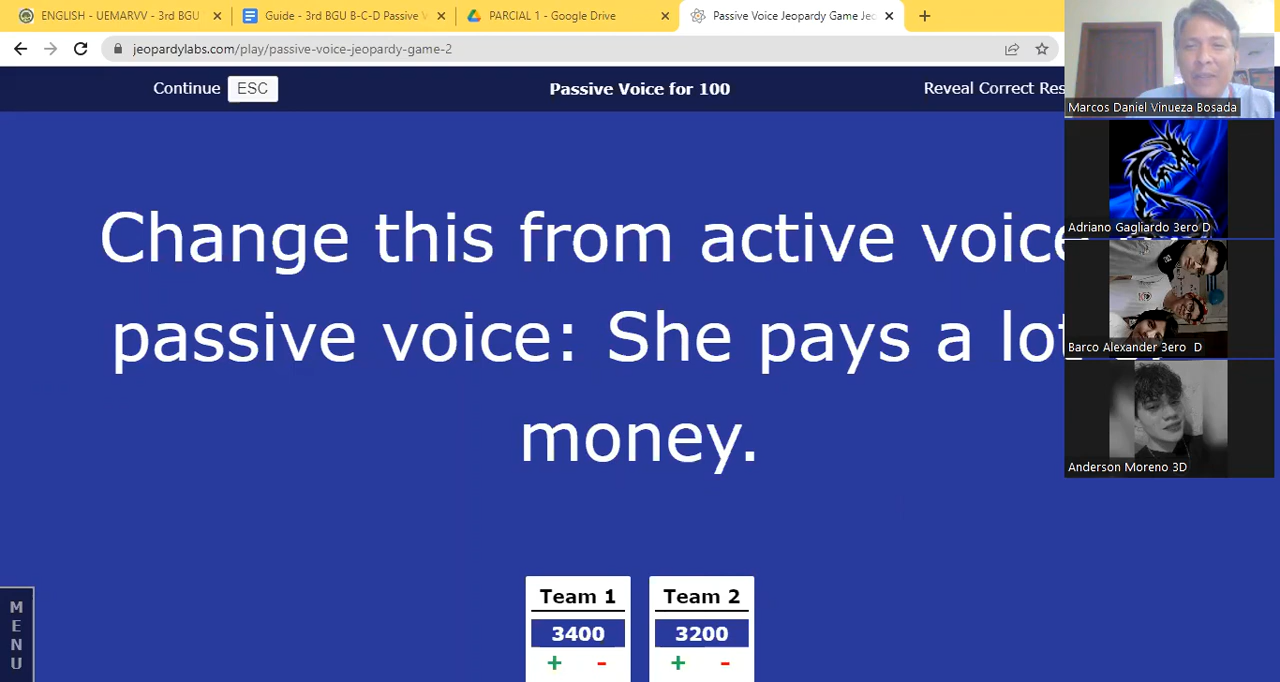 ENGLISH - UEMARVV - 3rd BGU
Guide - 3rd BGU B-C-D Passive V
PARCIAL 1 - Google Drive
Passive Voice Jeopardy Game Jeo
jeopardylabs.com/play/passive-voice-jeopardy-game-2
Continue ESC
Passive Voice for 100
Reveal Correct Res
Change this from active voice
passive voice: She pays a lot
money.
Team 1
3400
+ -
Team 2
3200
+ -
MENU
Marcos Daniel Vinueza Bosada
Adriano Gagliardo 3ero D
Barco Alexander 3ero D
Anderson Moreno 3D